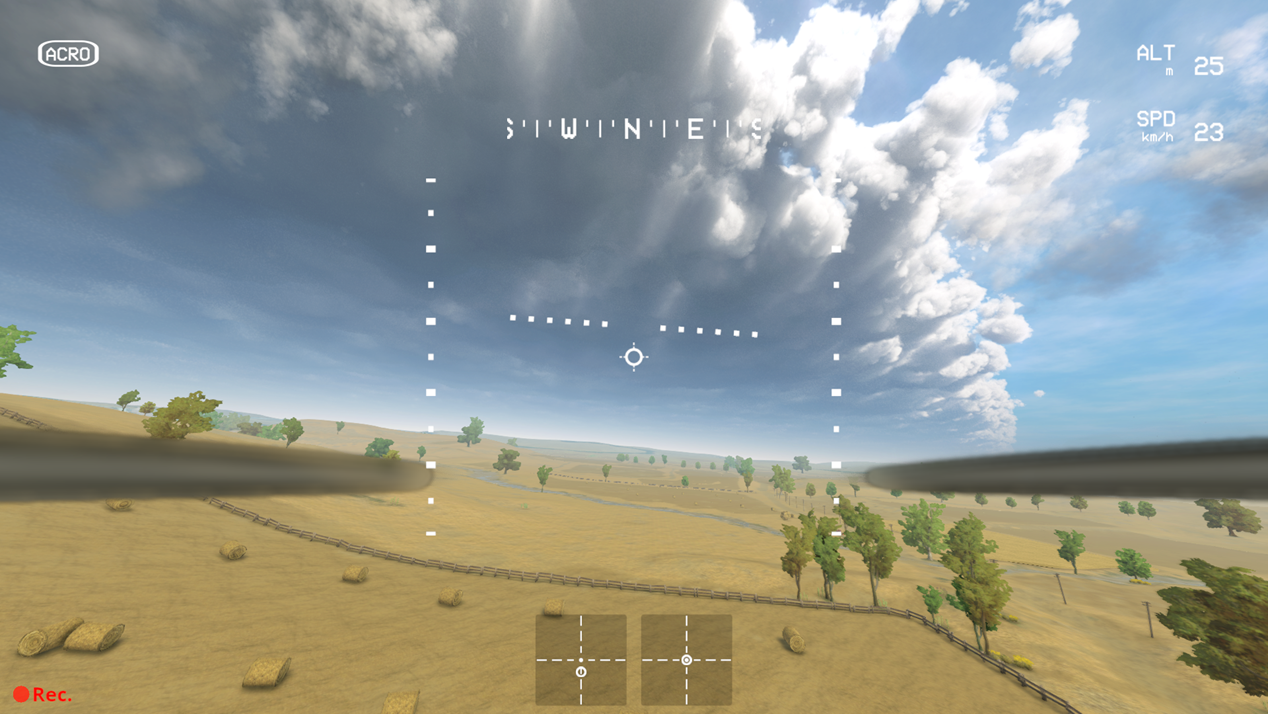 ACRO
ALT
m 25
SPD
km/h 23
S W N E S
Rec.